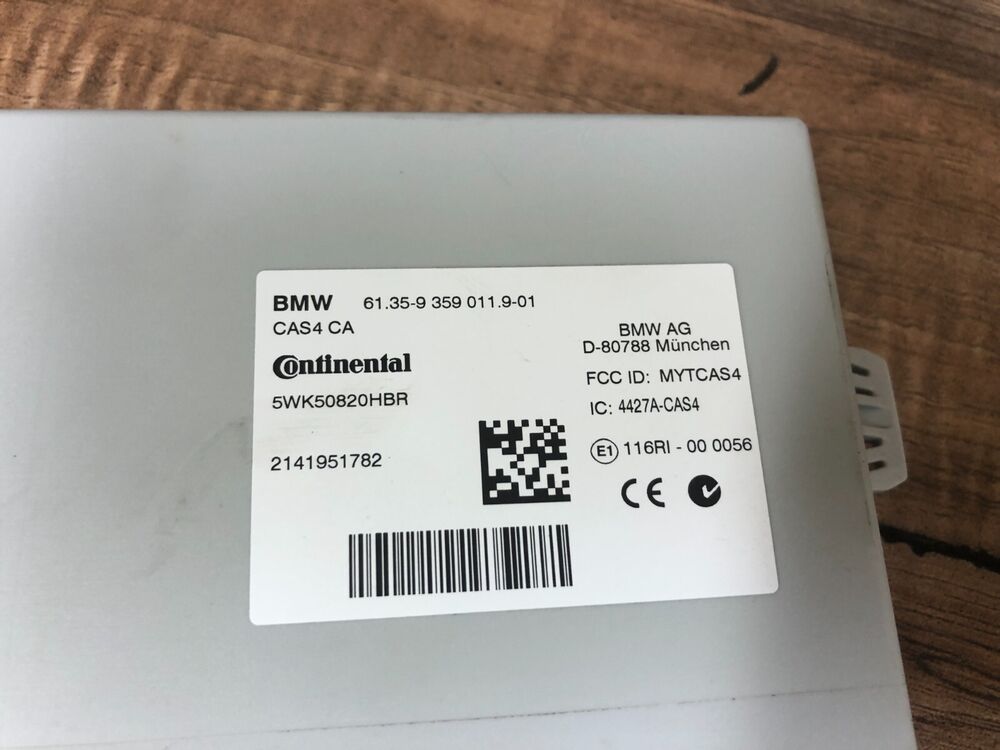 BMW 61.35-9 359 011.9-01
CAS4 CA
Continental
5WK50820HBR
2141951782
BMW AG
D-80788 München
FCC ID: MYTCAS4
IC: 4427A-CAS4
E1 116RI - 00 0056
CE